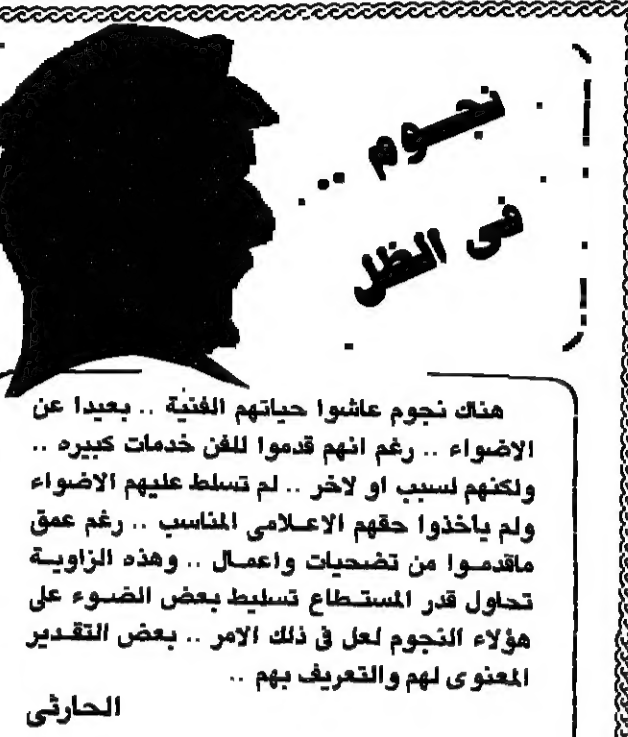 نجوم ..
فى الظل
هناك نجوم عاشوا حياتهم الفنية .. بعيدا عن
الاضواء .. رغم انهم قدموا للفن خدمات كبيره ..
ولكنهم لسبب او لاخر .. لم تسلط عليهم الاضواء
ولم ياخذوا حقهم الاعلامى المناسب .. رغم عمق
ماقدموا من تضحيات واعمال .. وهذه الزاوية
تحاول قدر المستطاع تسليط بعض الضوء على
هؤلاء النجوم لعل فى ذلك الامر .. بعض التقدير
المعنوى لهم والتعريف بهم ..
الحارثى